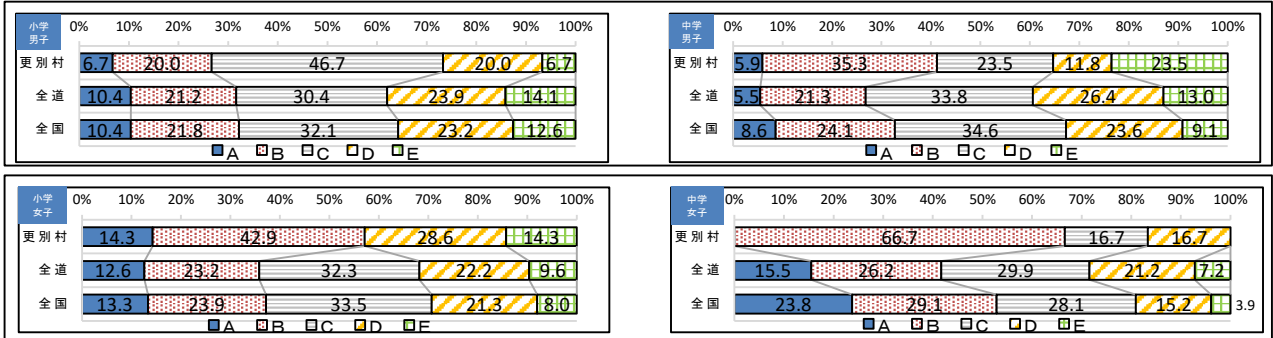 小学
男子
0% 10% 20% 30% 40% 50% 60% 70% 80% 90% 100%
更別村 6.7 20.0 46.7 20.0 6.7
全道 10.4 21.2 30.4 23.9 14.1
全国 10.4 21.8 32.1 23.2 12.6
A B C D E
中学
男子
0% 10% 20% 30% 40% 50% 60% 70% 80% 90% 100%
更別村 5.9 35.3 23.5 11.8 23.5
全道 5.5 21.3 33.8 26.4 13.0
全国 8.6 24.1 34.6 23.6 9.1
A B C D E
小学
女子
0% 10% 20% 30% 40% 50% 60% 70% 80% 90% 100%
更別村 14.3 42.9 28.6 14.3
全道 12.6 23.2 32.3 22.2 9.6
全国 13.3 23.9 33.5 21.3 8.0
A B C D E
中学
女子
0% 10% 20% 30% 40% 50% 60% 70% 80% 90% 100%
更別村 66.7 16.7 16.7
全道 15.5 26.2 29.9 21.2 7.2
全国 23.8 29.1 28.1 15.2 3.9
A B C D E